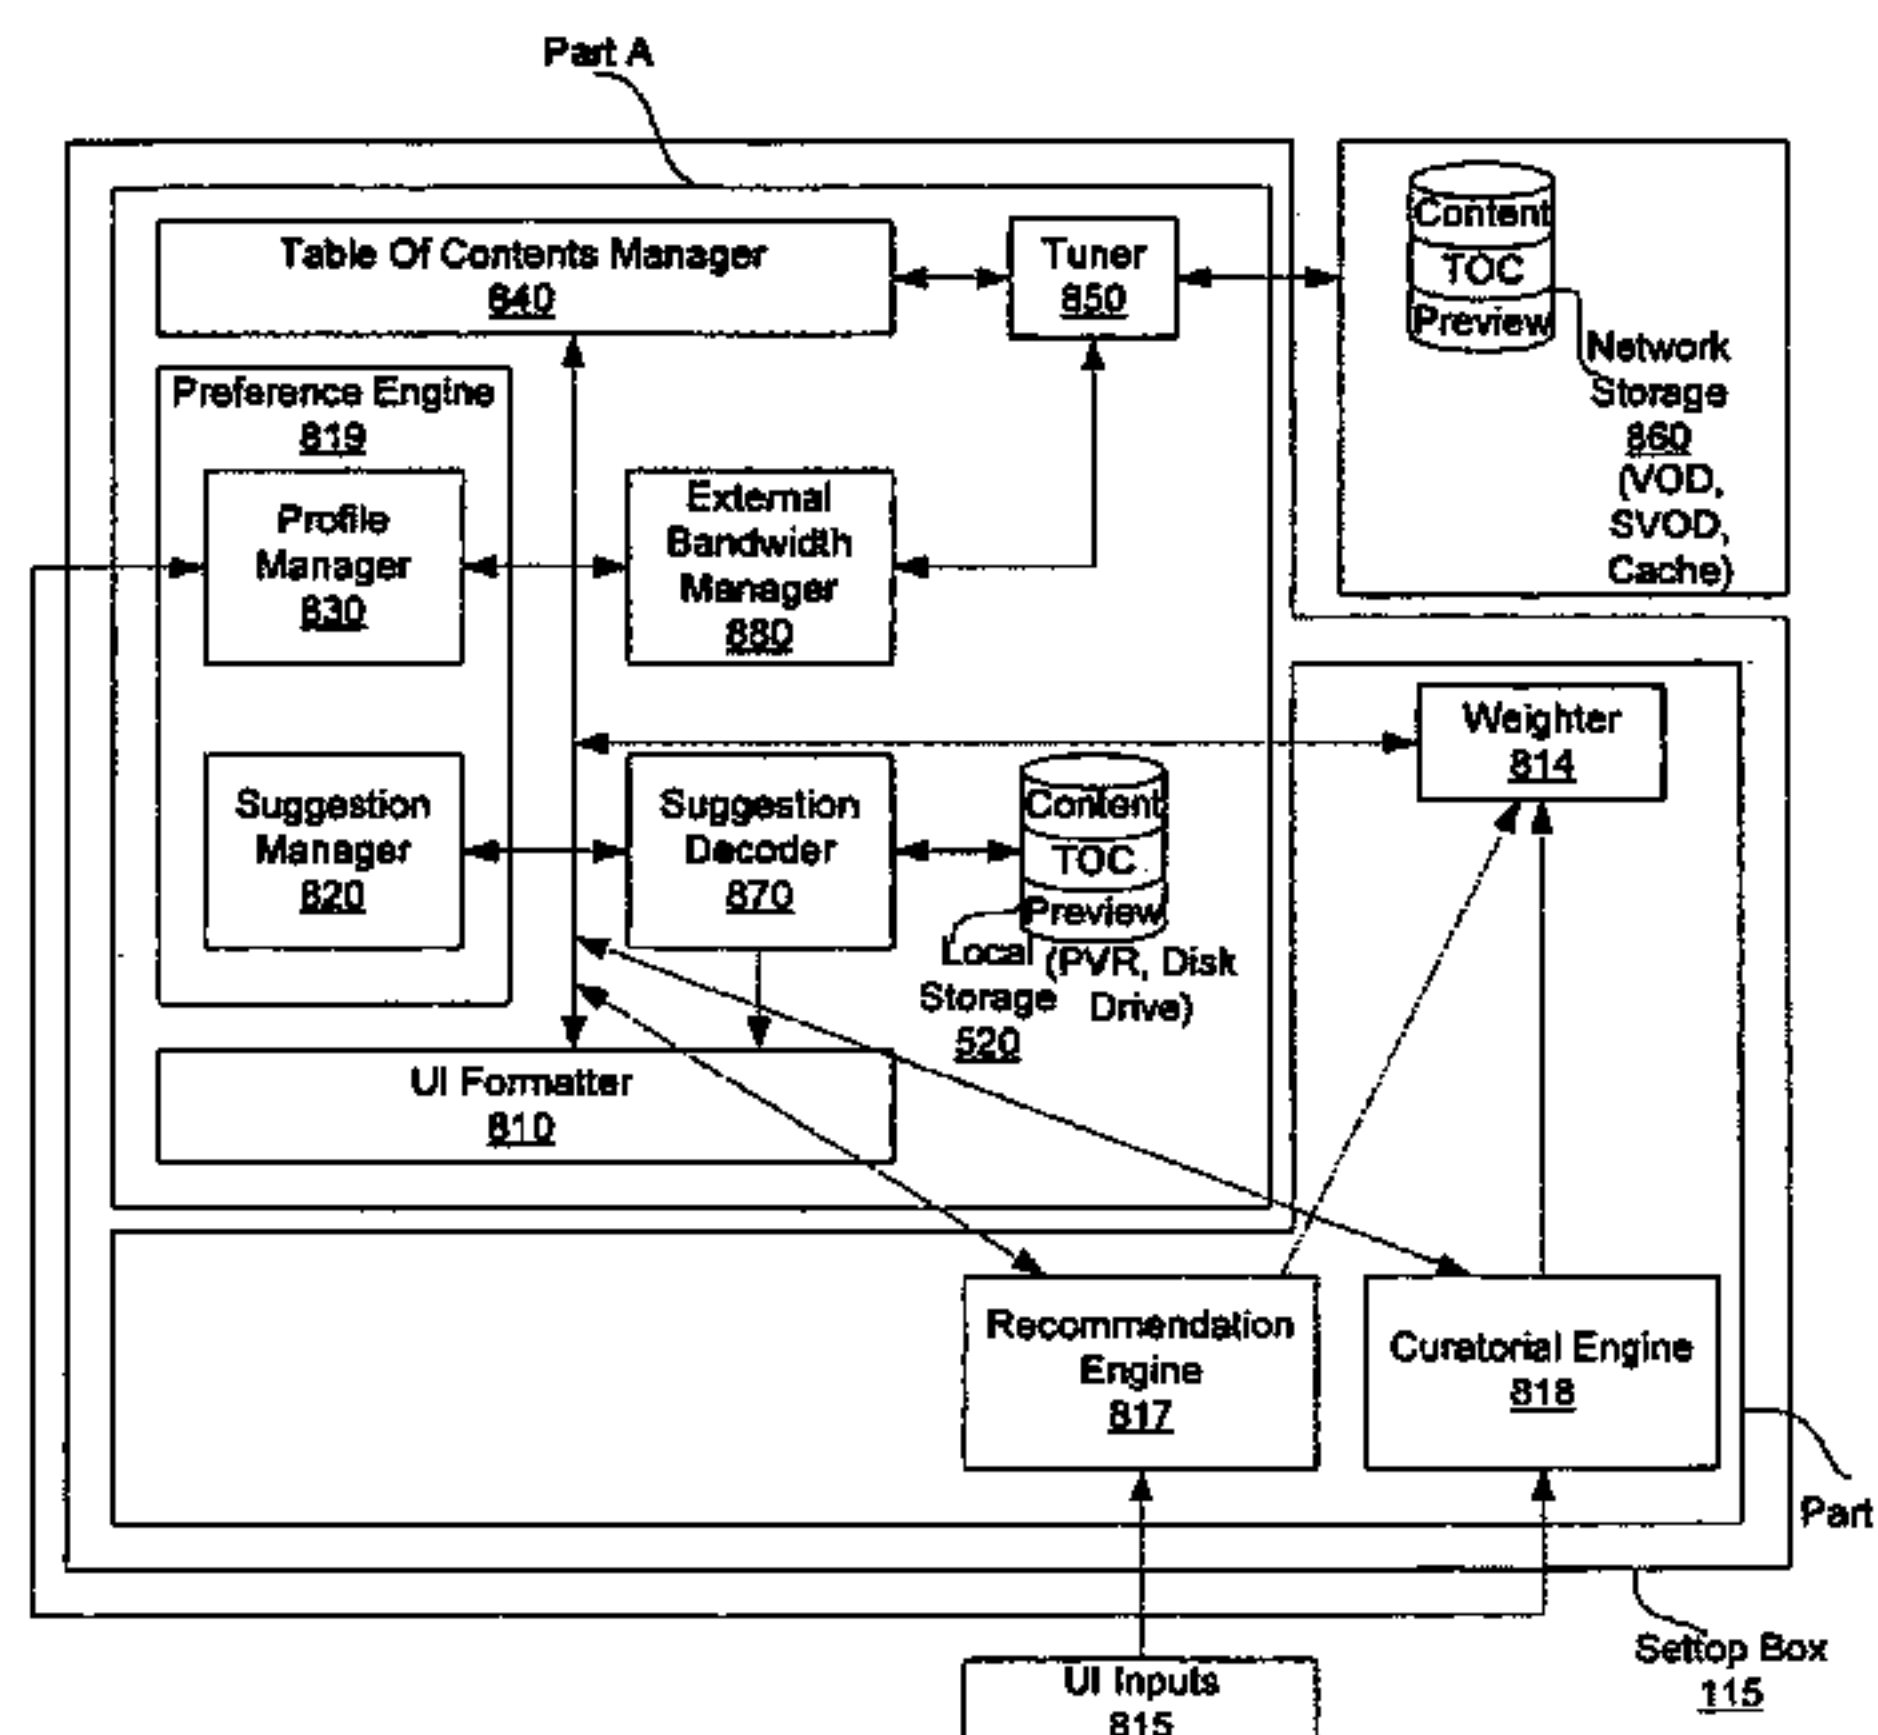 Part A
Table Of Contents Manager
840
Tuner
850
Content
TOC
Preview
Network
Storage
860
(VOD,
SVOD,
Cache)
Preference Engine
819
Profile
Manager
830
External
Bandwidth
Manager
880
Weighter
814
Suggestion
Manager
820
Suggestion
Decoder
870
Content
TOC
Preview
Local
Storage
520
(PVR, Disk
Drive)
UI Formatter
810
Recommendation
Engine
817
Curatorial Engine
818
Part
Settop Box
115
UI Inputs
815